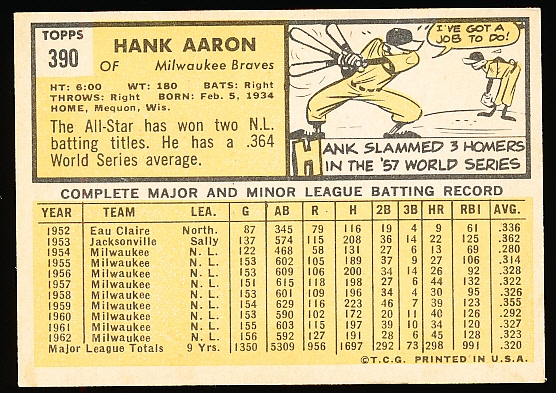 TOPPS
390
HANK AARON
OF Milwaukee Braves
HT: 6:00 WT: 180 BATS: Right
THROWS: Right BORN: Feb. 5, 1934
HOME, Mequon, Wis.
The All-Star has won two N.L.
batting titles. He has a .364
World Series average.
I'VE GOT A
JOB TO DO!
HANK SLAMMED 3 HOMERS
IN THE '57 WORLD SERIES
COMPLETE MAJOR AND MINOR LEAGUE BATTING RECORD
YEAR TEAM LEA. G AB R H 2B 3B HR RBI AVG.
1952 Eau Claire North. 87 345 79 116 19 4 9 61 .336
1953 Jacksonville Sally 137 574 115 208 36 14 22 125 .362
1954 Milwaukee N. L. 122 468 58 131 27 6 13 69 .280
1955 Milwaukee N. L. 153 602 105 189 37 9 27 106 .314
1956 Milwaukee N. L. 153 609 106 200 34 14 26 92 .328
1957 Milwaukee N. L. 151 615 118 198 27 6 44 132 .322
1958 Milwaukee N. L. 153 601 109 196 34 4 30 95 .326
1959 Milwaukee N. L. 154 629 116 223 46 7 39 123 .355
1960 Milwaukee N. L. 153 590 102 172 20 11 40 126 .292
1961 Milwaukee N. L. 155 603 115 197 39 10 34 120 .327
1962 Milwaukee N. L. 156 592 127 191 28 6 45 128 .323
Major League Totals 9 Yrs. 1350 5309 956 1697 292 73 298 991 .320
©T.C.G. PRINTED IN U.S.A.